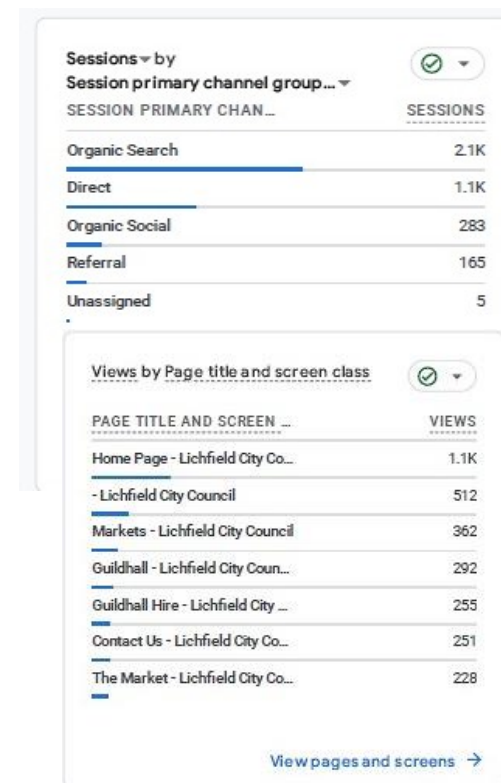 Sessions by
Session primary channel group...
SESSION PRIMARY CHAN... SESSIONS
Organic Search 2.1K
Direct 1.1K
Organic Social 283
Referral 165
Unassigned 5
Views by Page title and screen class
PAGE TITLE AND SCREEN ... VIEWS
Home Page - Lichfield City Co... 1.1K
- Lichfield City Council 512
Markets - Lichfield City Council 362
Guildhall - Lichfield City Coun... 292
Guildhall Hire - Lichfield City ... 255
Contact Us - Lichfield City Co... 251
The Market - Lichfield City Co... 228
View pages and screens →